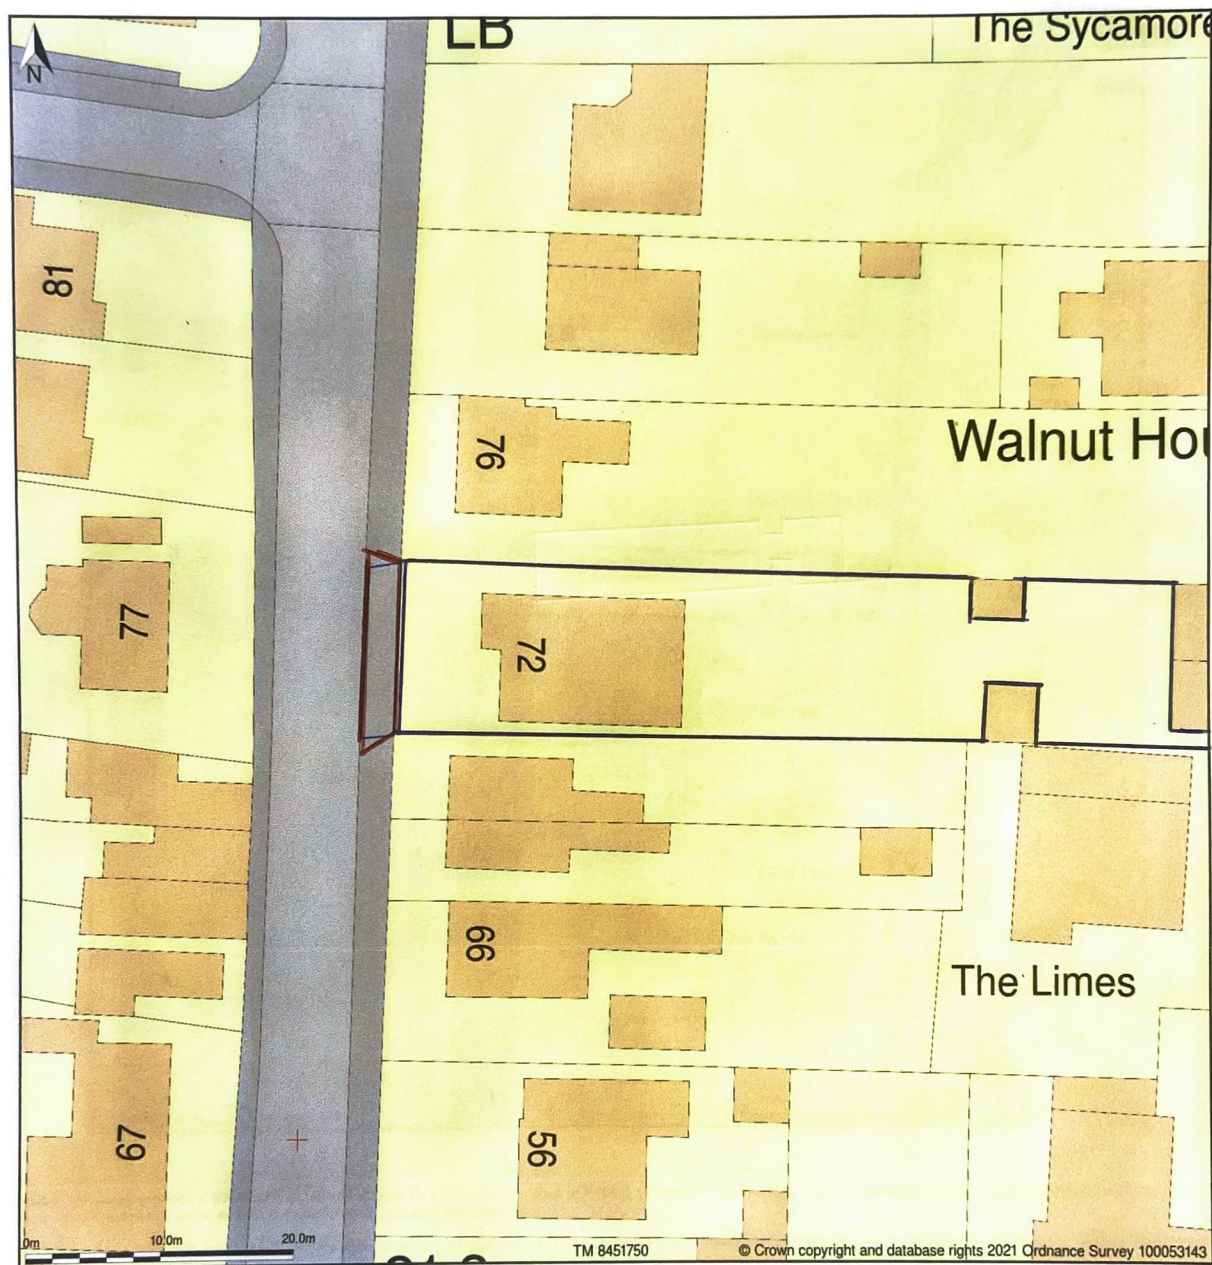 LB
The Sycamore
N
81
76
Walnut Hou
77
72
66
The Limes
67
56
0m
10.0m
20.0m
TM 8451750
© Crown copyright and database rights 2021 Ordnance Survey 100053143